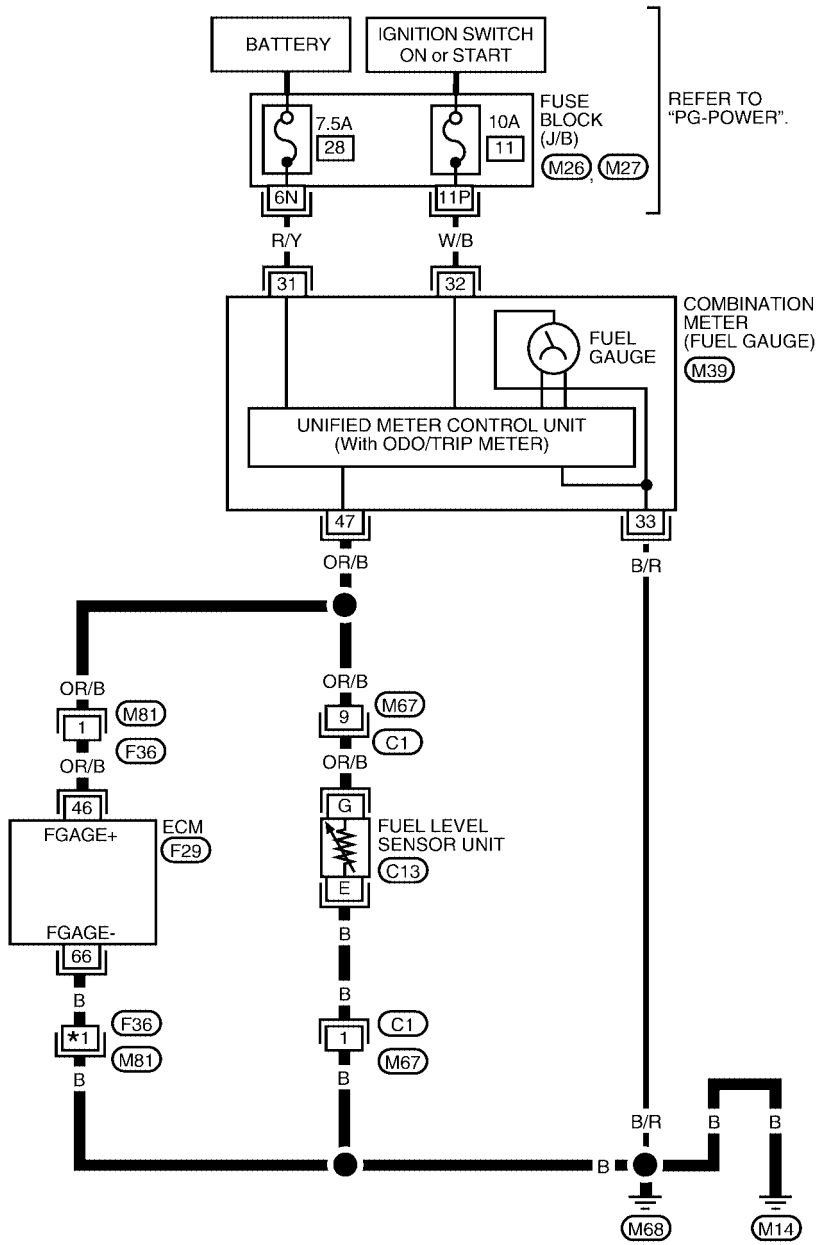 BATTERY
IGNITION SWITCH
ON or START
7.5A
28
10A
11
FUSE
BLOCK
(J/B)
M26 , M27
REFER TO
"PG-POWER".
6N
11P
R/Y
W/B
31
32
COMBINATION
METER
(FUEL GAUGE)
M39
FUEL
GAUGE
UNIFIED METER CONTROL UNIT
(With ODO/TRIP METER)
47
33
OR/B
B/R
OR/B
OR/B
1
M81
F36
9
M67
C1
OR/B
OR/B
46
FGAGE+
ECM
F29
FGAGE-
66
G
FUEL LEVEL
SENSOR UNIT
C13
E
B
B
B
*1
F36
M81
1
C1
M67
B
B
B/R
B
B
B
M68
M14